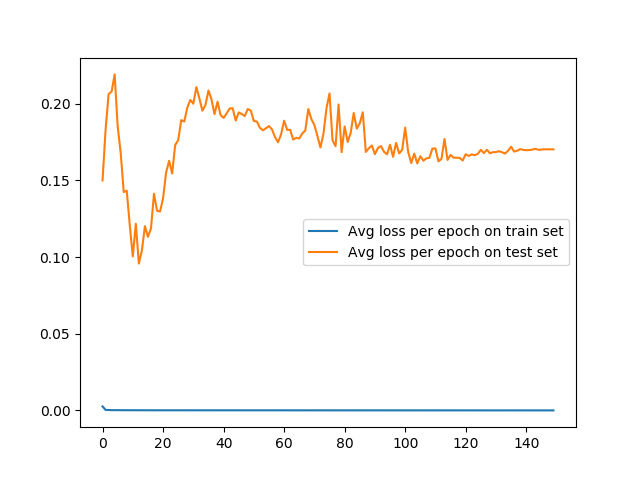 0.20
0.15
0.10
0.05
0.00
Avg loss per epoch on train set
Avg loss per epoch on test set
0 20 40 60 80 100 120 140